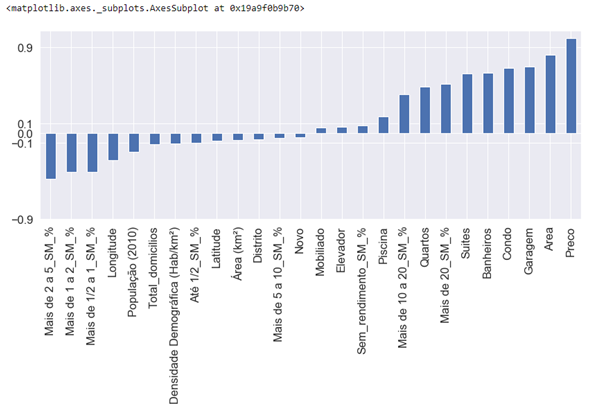 <matplotlib.axes._subplots.AxesSubplot at 0x19a9f0b9b70>
0.9
0.1
0.0
−0.1
−0.9
Mais de 2 a 5_SM_%
Mais de 1 a 2_SM_%
Mais de 1/2 a 1_SM_%
Longitude
População (2010)
Total_domicilios
Densidade Demográfica (Hab/km²)
Até 1/2_SM_%
Latitude
Área (km²)
Distrito
Mais de 5 a 10_SM_%
Novo
Mobiliado
Elevador
Sem_rendimento_SM_%
Piscina
Mais de 10 a 20_SM_%
Quartos
Mais de 20_SM_%
Suítes
Banheiros
Condo
Garagem
Area
Preco